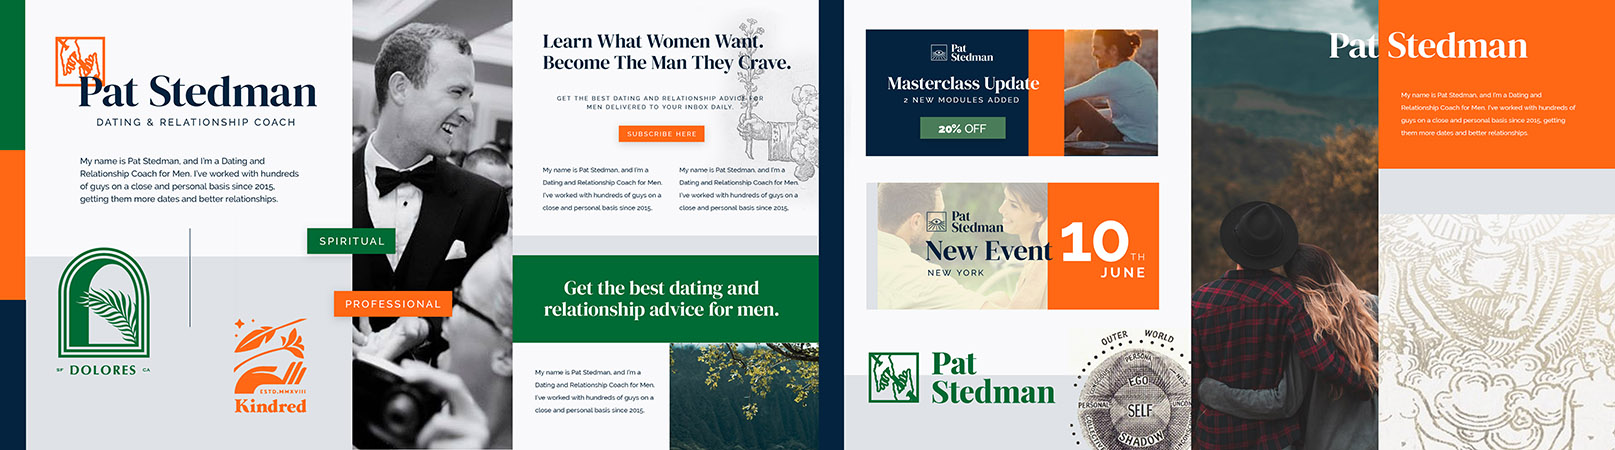 Pat Stedman
DATING & RELATIONSHIP COACH
My name is Pat Stedman, and I'm a Dating and
Relationship Coach for Men. I've worked with hundreds
of guys on a close and personal basis since 2015,
getting them more dates and better relationships.
SPIRITUAL
PROFESSIONAL
SF DOLORES CA
ESTD.MMXVIII
Kindred
Learn What Women Want.
Become The Man They Crave.
GET THE BEST DATING AND RELATIONSHIP ADVICE FOR
MEN DELIVERED TO YOUR INBOX DAILY.
SUBSCRIBE HERE
My name is Pat Stedman, and I'm a
Dating and Relationship Coach for Men.
I've worked with hundreds of guys on a
close and personal basis since 2015,
My name is Pat Stedman, and I'm a
Dating and Relationship Coach for Men.
I've worked with hundreds of guys on a
close and personal basis since 2015,
Get the best dating and
relationship advice for men.
My name is Pat Stedman, and I'm a
Dating and Relationship Coach for Men.
I've worked with hundreds of guys on a
close and personal basis since 2015,
Pat
Stedman
Masterclass Update
2 NEW MODULES ADDED
20% OFF
Pat
Stedman
New Event
NEW YORK
10TH
JUNE
Pat
Stedman
OUTER WORLD
PERSONA
EGO
PERSONAL
SELF
SHADOW
Pat Stedman
My name is Pat Stedman, and I'm a Dating and
Relationship Coach for Men. I've worked with hundreds of
guys on a close and personal basis since 2015, getting
them more dates and better relationships.